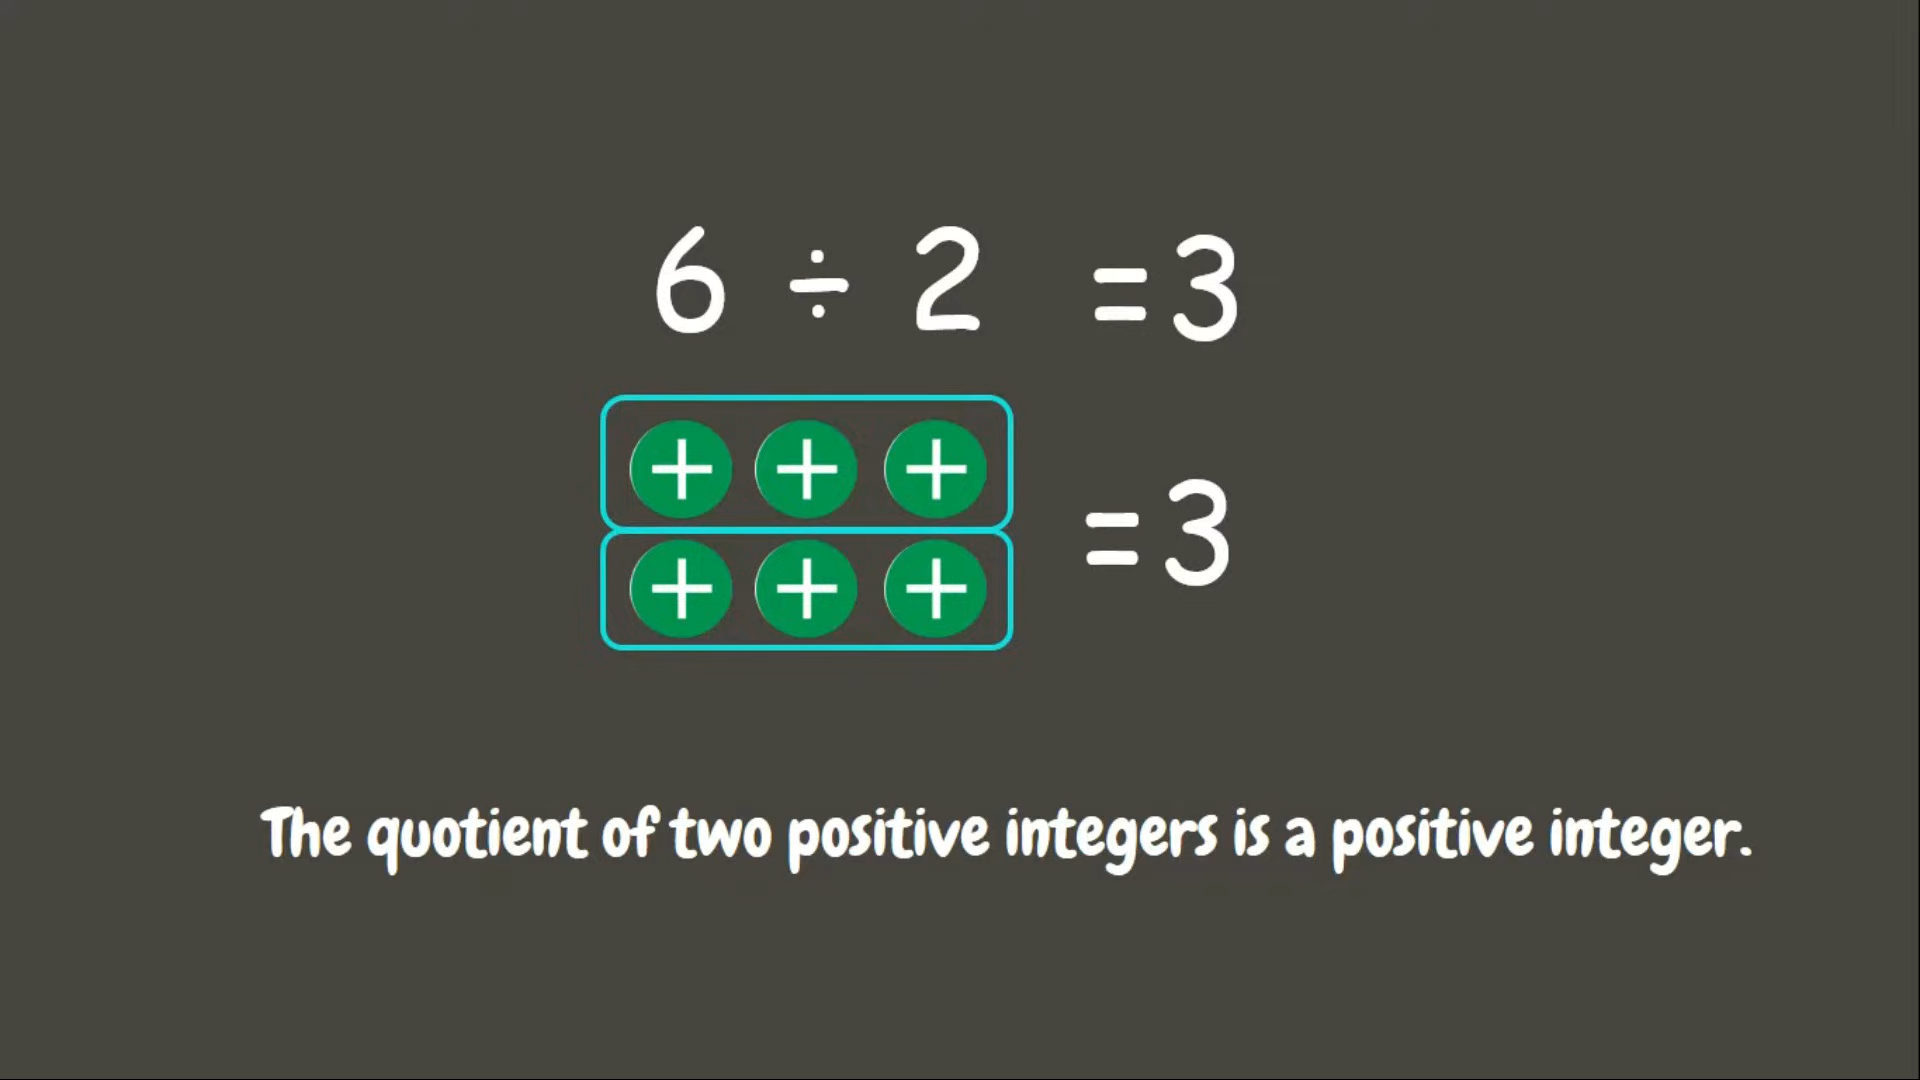 6 ÷ 2 = 3
+ + +
+ + +
= 3
The quotient of two positive integers is a positive integer.